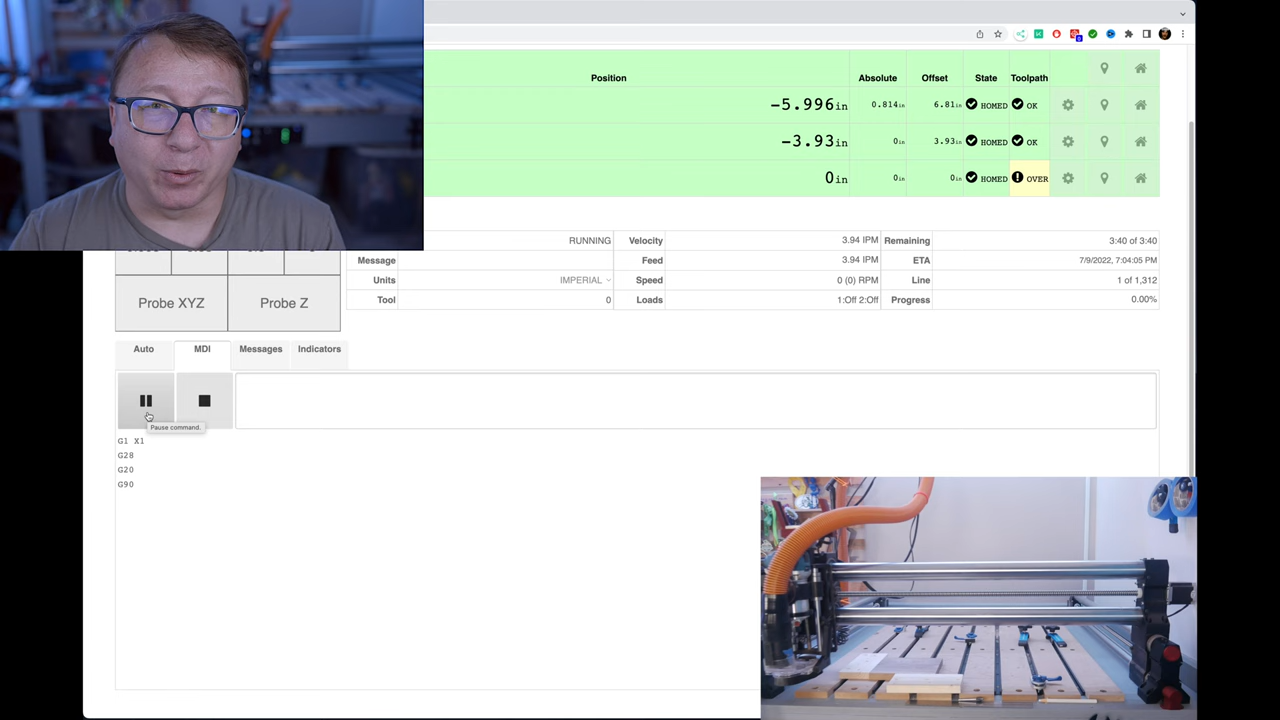 Position Absolute Offset State Toolpath
-5.996in 0.814in 6.81in HOMED OK
-3.93in 0in 3.93in HOMED OK
0in 0in 0in HOMED OVER
RUNNING Velocity 3.94 IPM Remaining 3:40 of 3:40
Message Feed 3.94 IPM ETA 7/9/2022, 7:04:05 PM
Units IMPERIAL Speed 0 (0) RPM Line 1 of 1,312
Tool 0 Loads 1:Off 2:Off Progress 0.00%
Probe XYZ Probe Z
Auto MDI Messages Indicators
Pause command.
G1 X1
G28
G20
G90